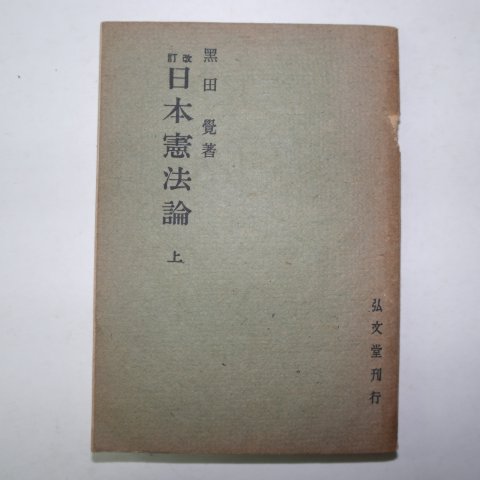 黑田 覺著
改訂
日本憲法論
上
弘文堂刊行